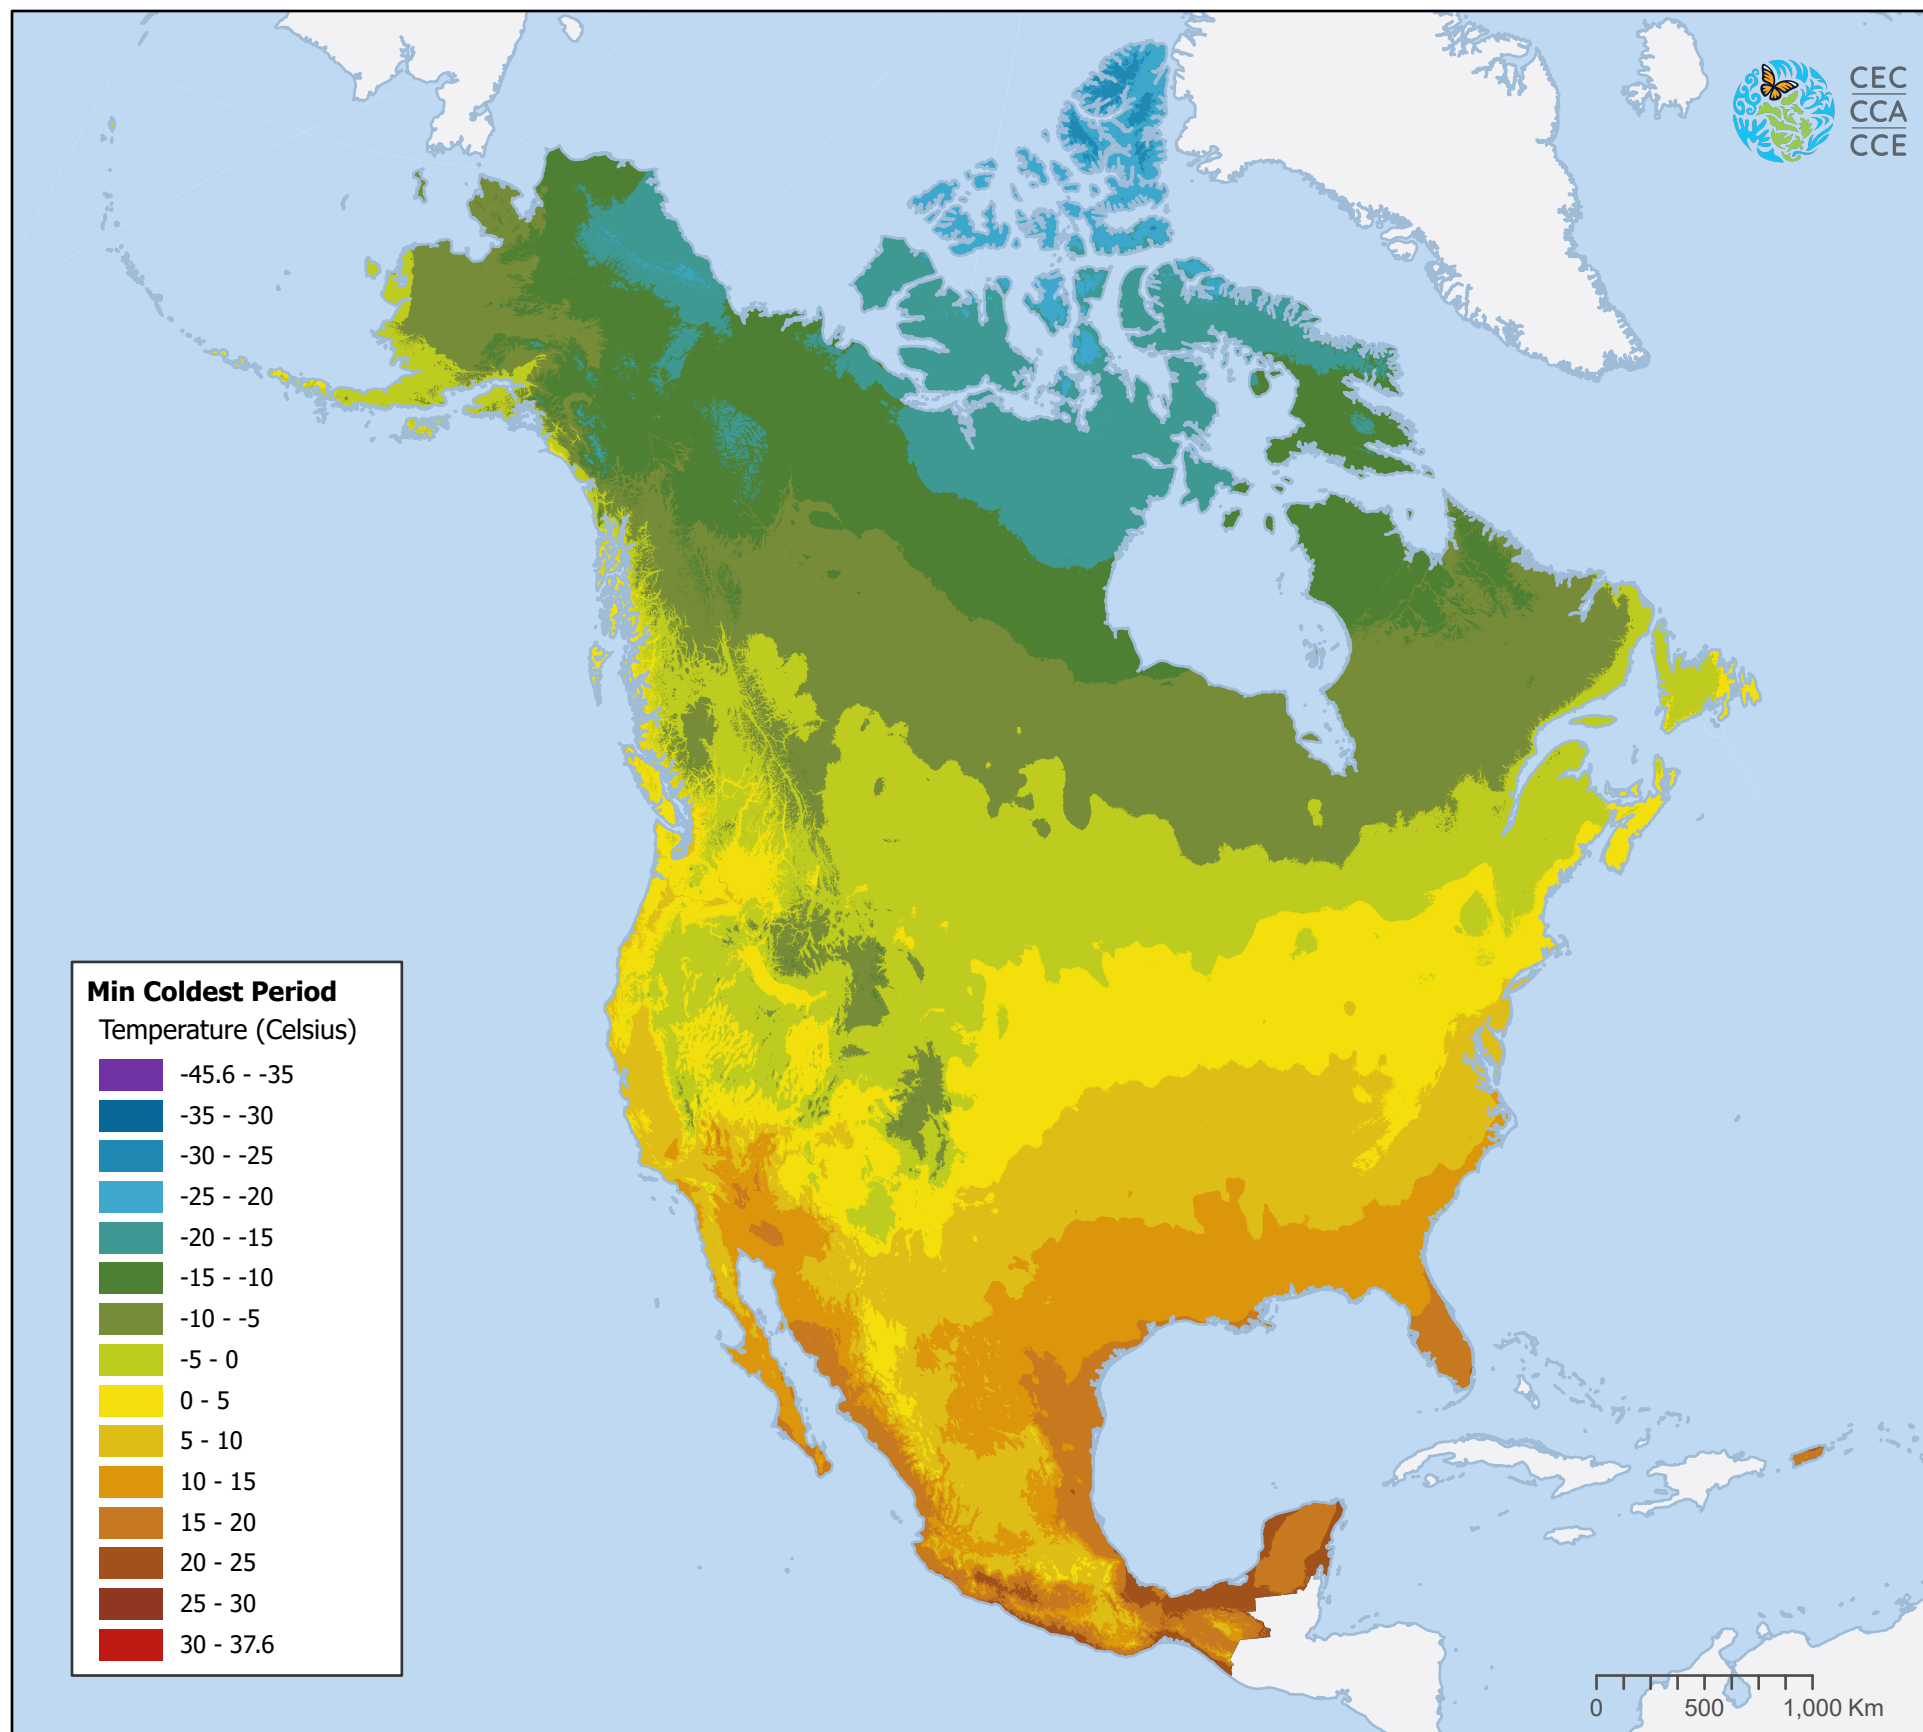 CEC
CCA
CCE
Min Coldest Period
Temperature (Celsius)
-45.6 - -35
-35 - -30
-30 - -25
-25 - -20
-20 - -15
-15 - -10
-10 - -5
-5 - 0
0 - 5
5 - 10
10 - 15
15 - 20
20 - 25
25 - 30
30 - 37.6
0 500 1,000 Km